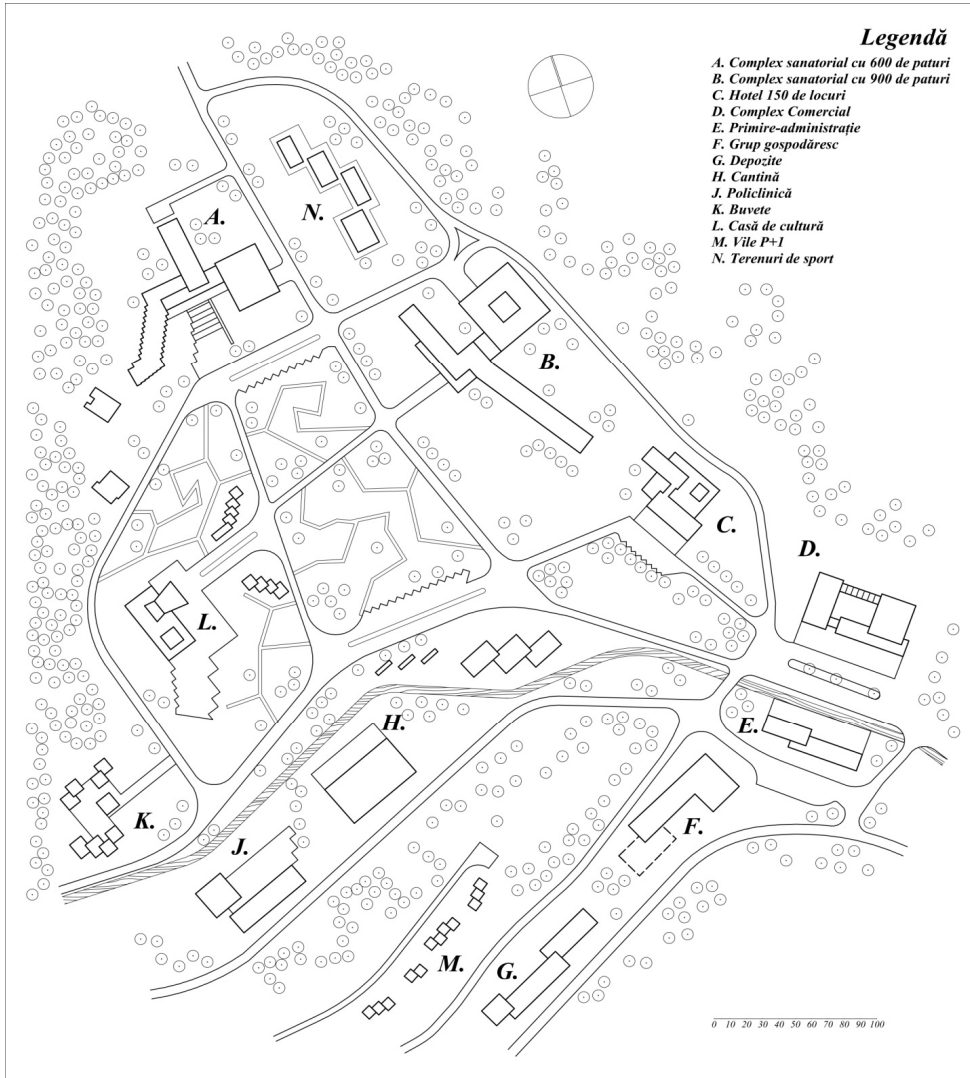 Legendă
A. Complex sanatorial cu 600 de paturi
B. Complex sanatorial cu 900 de paturi
C. Hotel 150 de locuri
D. Complex Comercial
E. Primire-administrație
F. Grup gospodăresc
G. Depozite
H. Cantină
J. Policlinică
K. Buvete
L. Casă de cultură
M. Vile P+1
N. Terenuri de sport
A.
N.
B.
C.
D.
L.
E.
H.
K.
J.
F.
M.
G.
0 10 20 30 40 50 60 70 80 90 100